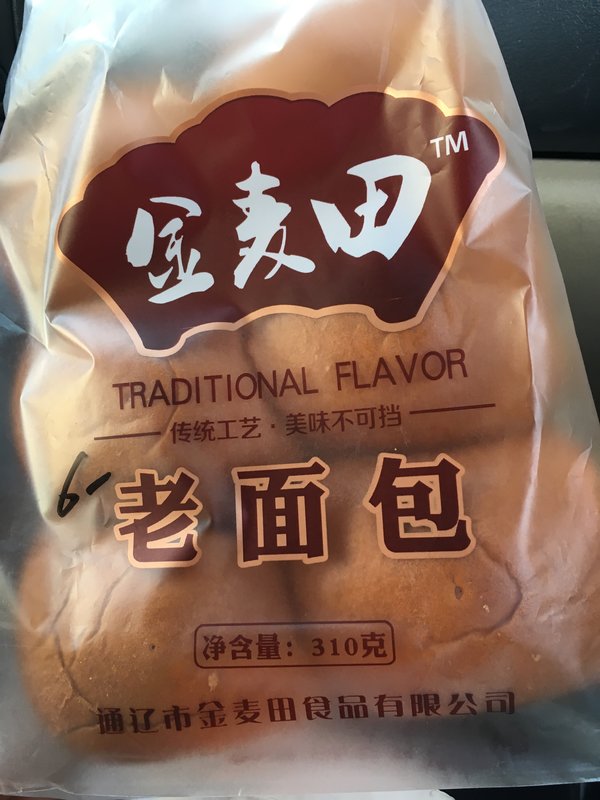 金麦田 TM
TRADITIONAL FLAVOR
传统工艺·美味不可挡
6-
老面包
净含量：310克
通辽市金麦田食品有限公司